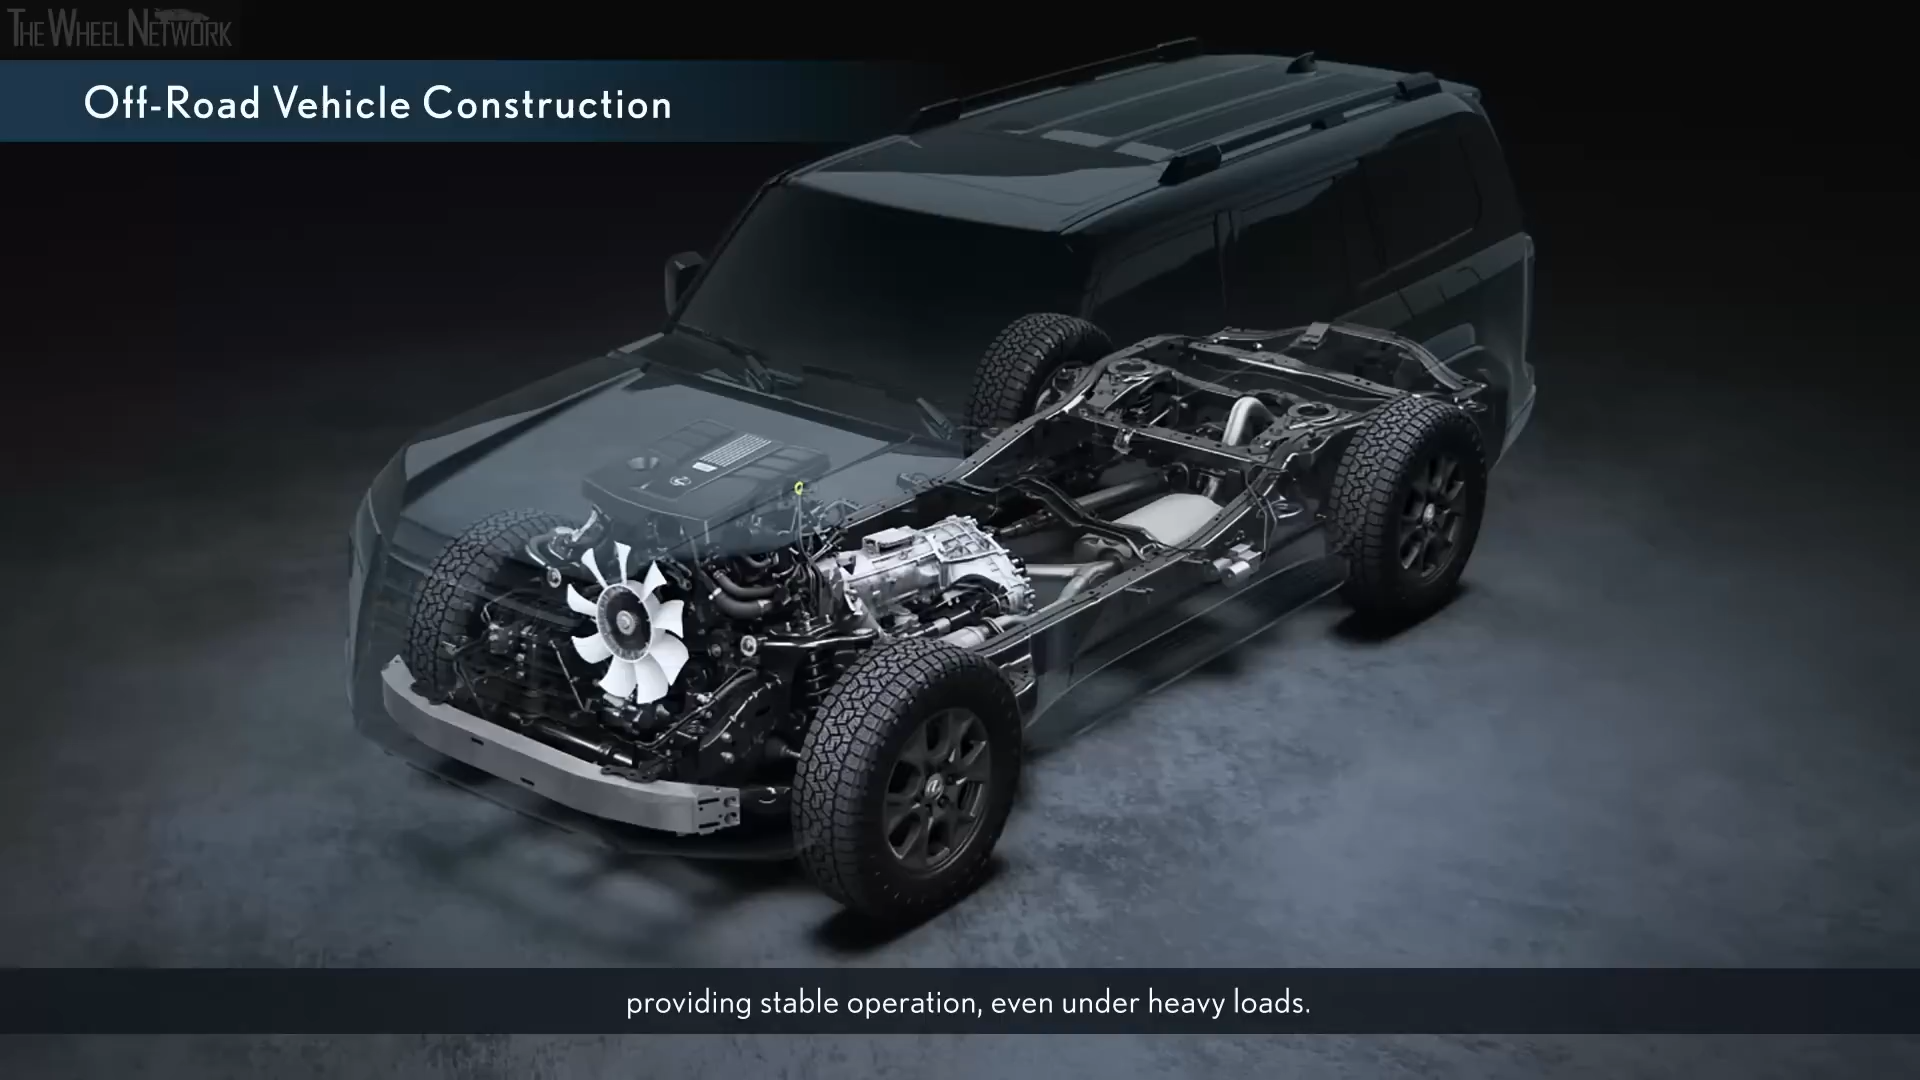 THE WHEEL NETWORK
Off-Road Vehicle Construction
providing stable operation, even under heavy loads.